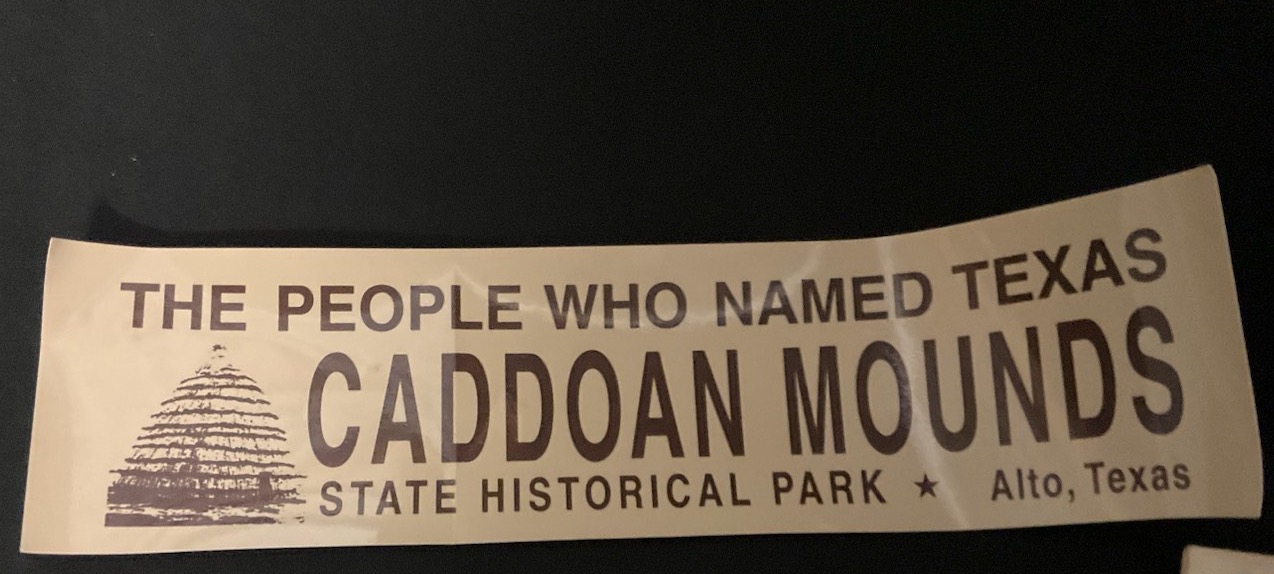 THE PEOPLE WHO NAMED TEXAS
CADDOAN MOUNDS
STATE HISTORICAL PARK ★ Alto, Texas